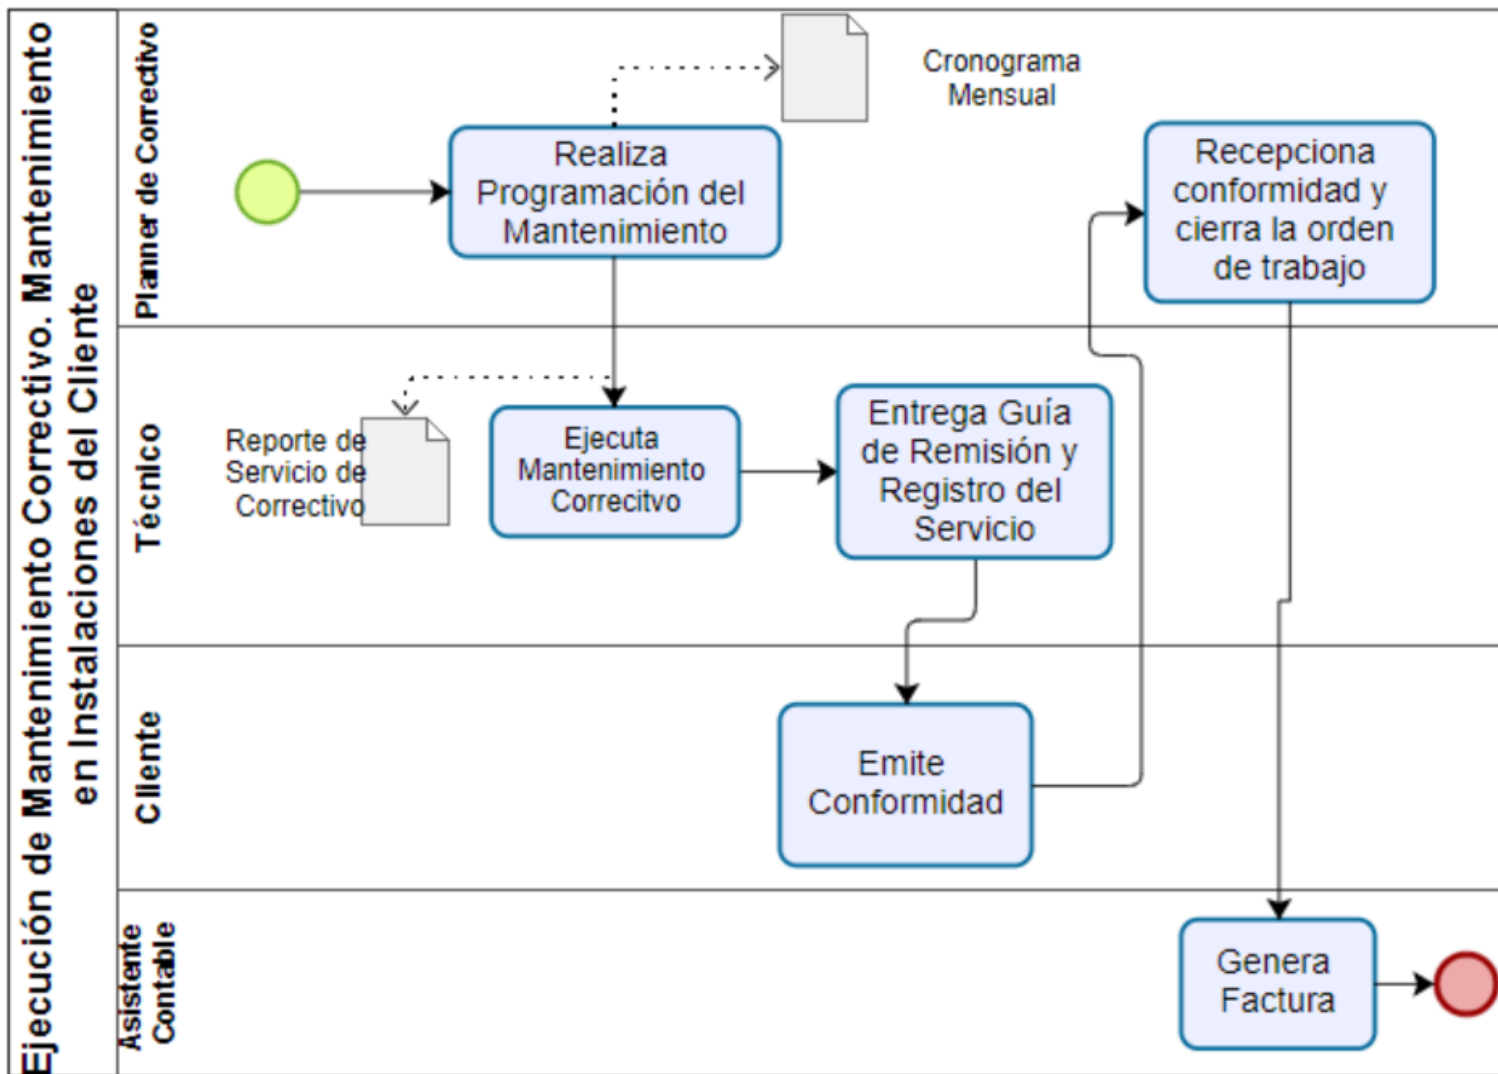 Ejecución de Mantenimiento Correctivo. Mantenimiento
en Instalaciones del Cliente
Planner de Correctivo
Cronograma
Mensual
Realiza
Programación del
Mantenimiento
Recepciona
conformidad y
cierra la orden
de trabajo
Técnico
Reporte de
Servicio de
Correctivo
Ejecuta
Mantenimiento
Correcitvo
Entrega Guía
de Remisión y
Registro del
Servicio
Cliente
Emite
Conformidad
Asistente
Contable
Genera
Factura